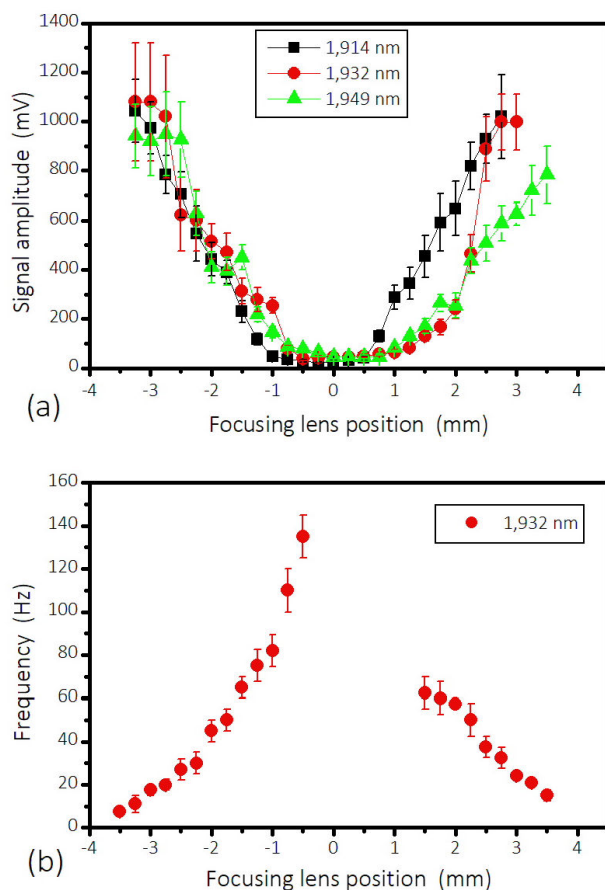 1400
1200
1000
800
600
400
200
0
Signal amplitude (mV)
1,914 nm
1,932 nm
1,949 nm
-4 -3 -2 -1 0 1 2 3 4
(a)
Focusing lens position (mm)
160
140
120
100
80
60
40
20
0
Frequency (Hz)
1,932 nm
-4 -3 -2 -1 0 1 2 3 4
(b)
Focusing lens position (mm)